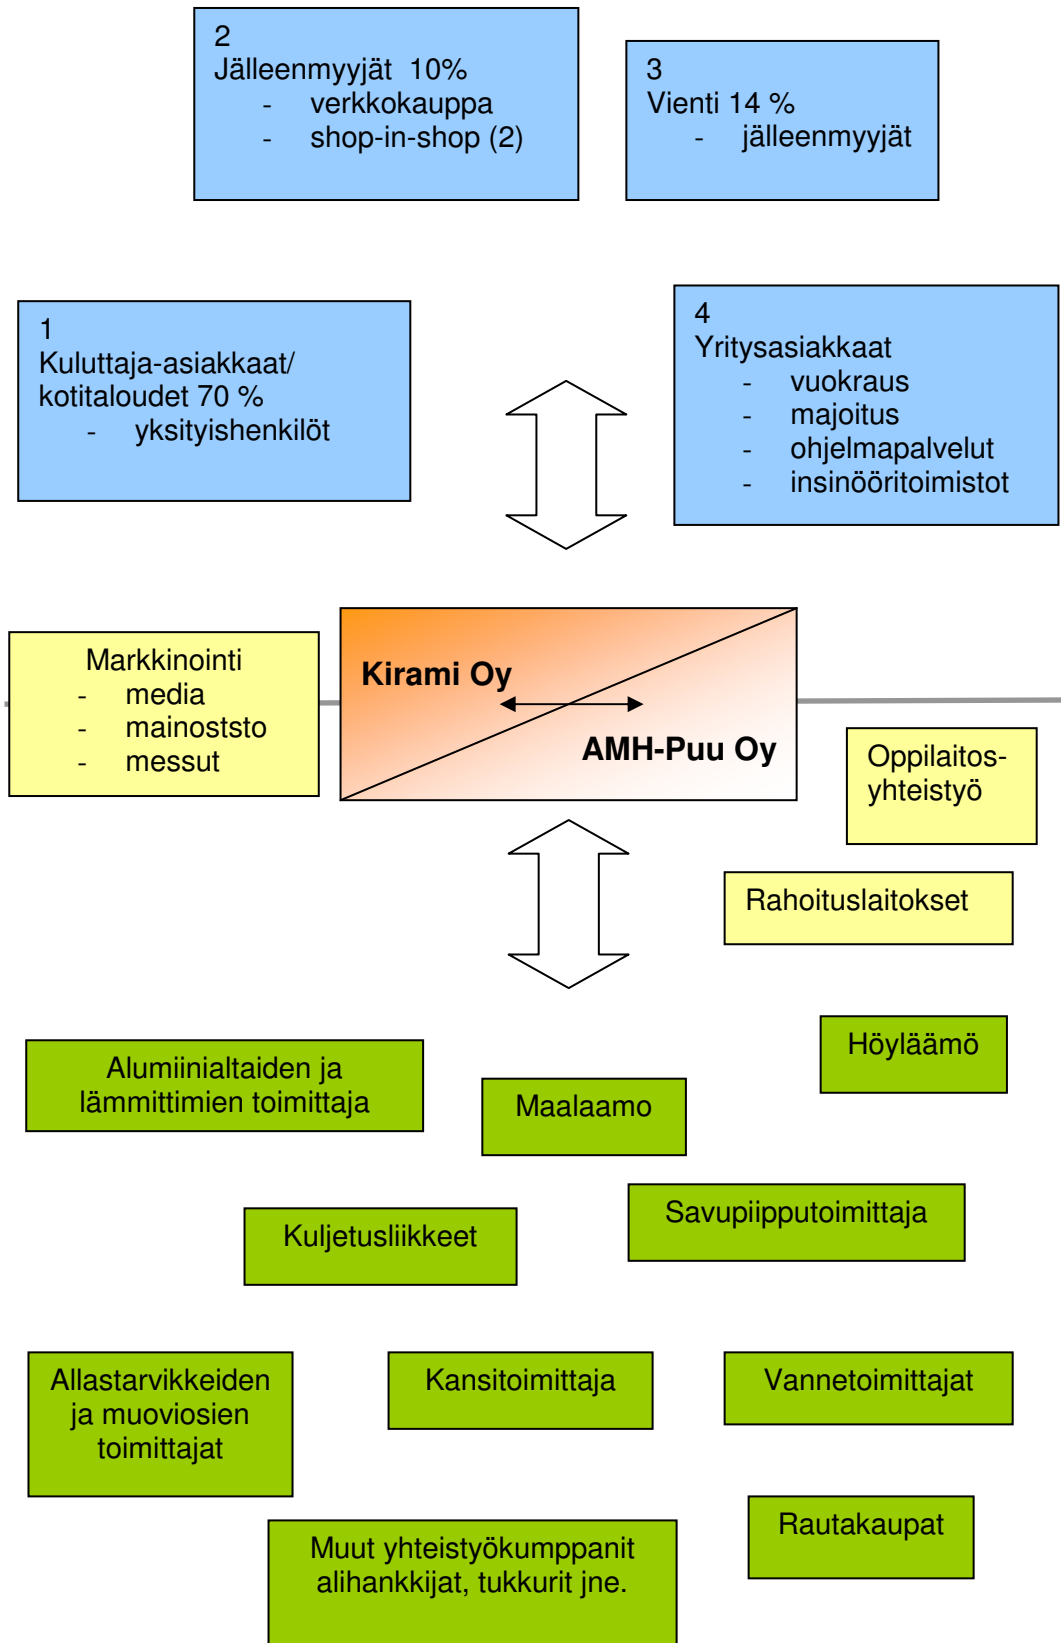 2
Jälleenmyyjät 10%
- verkkokauppa
- shop-in-shop (2)
3
Vienti 14 %
- jälleenmyyjät
1
Kuluttaja-asiakkaat/
kotitaloudet 70 %
- yksityishenkilöt
4
Yritysasiakkaat
- vuokraus
- majoitus
- ohjelmapalvelut
- insinööritoimistot
Markkinointi
- media
- mainoststo
- messut
Kirami Oy
AMH-Puu Oy
Oppilaitos-
yhteistyö
Rahoituslaitokset
Höyläämö
Alumiinialtaiden ja
lämmittimien toimittaja
Maalaamo
Savupiipputoimittaja
Kuljetusliikkeet
Allastarvikkeiden
ja muoviosien
toimittajat
Kansitoimittaja
Vannetoimittajat
Rautakaupat
Muut yhteistyökumppanit
alihankkijat, tukkurit jne.